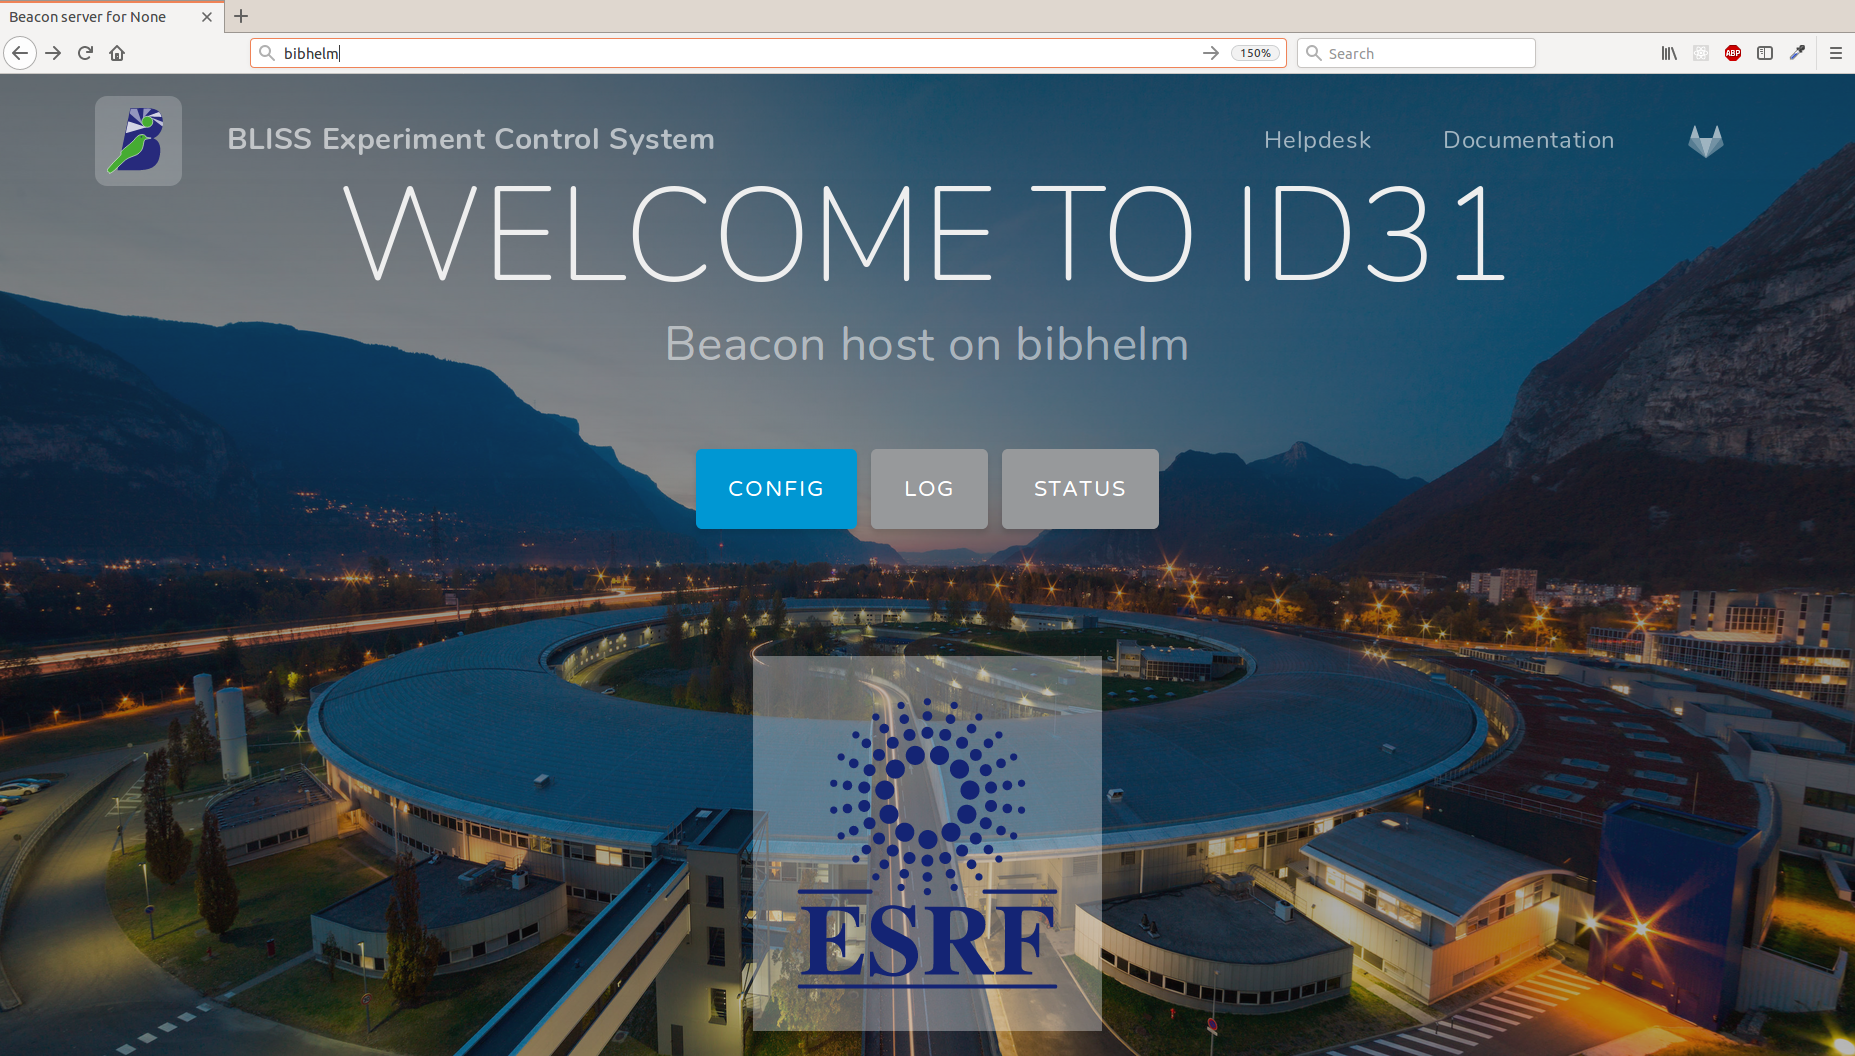 Beacon server for None
bibhelm
150%
Search
ABP
BLISS Experiment Control System
Helpdesk
Documentation
WELCOME TO ID31
Beacon host on bibhelm
CONFIG
LOG
STATUS
ESRF